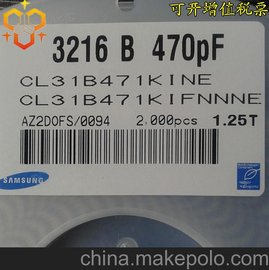 可开增值税票
3216 B 470pF
CL31B471KINE
CL31B471KIFNNNE
AZ2D0FS/0094 2,000pcs 1.25T
SAMSUNG
china.makepolo.com